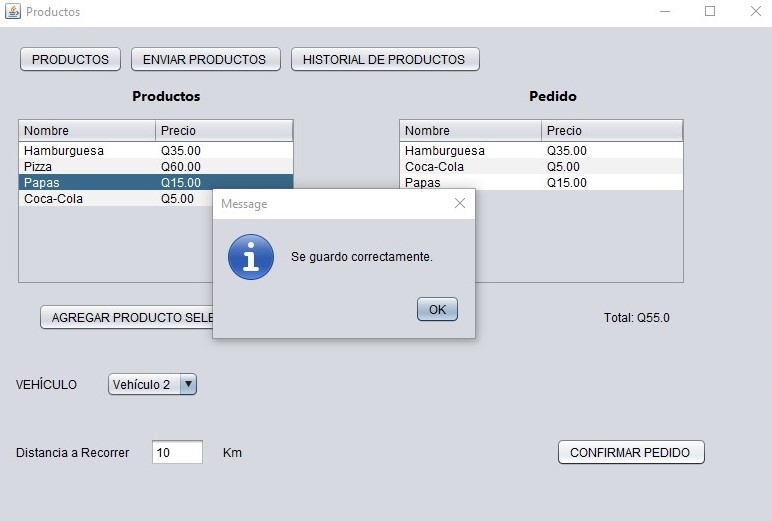 Productos
PRODUCTOS ENVIAR PRODUCTOS HISTORIAL DE PRODUCTOS
Productos
Nombre Precio
Hamburguesa Q35.00
Pizza Q60.00
Papas Q15.00
Coca-Cola Q5.00
Pedido
Nombre Precio
Hamburguesa Q35.00
Coca-Cola Q5.00
Papas Q15.00
Message
Se guardo correctamente.
OK
AGREGAR PRODUCTO SELE
Total: Q55.0
VEHÍCULO Vehículo 2
Distancia a Recorrer 10 Km
CONFIRMAR PEDIDO